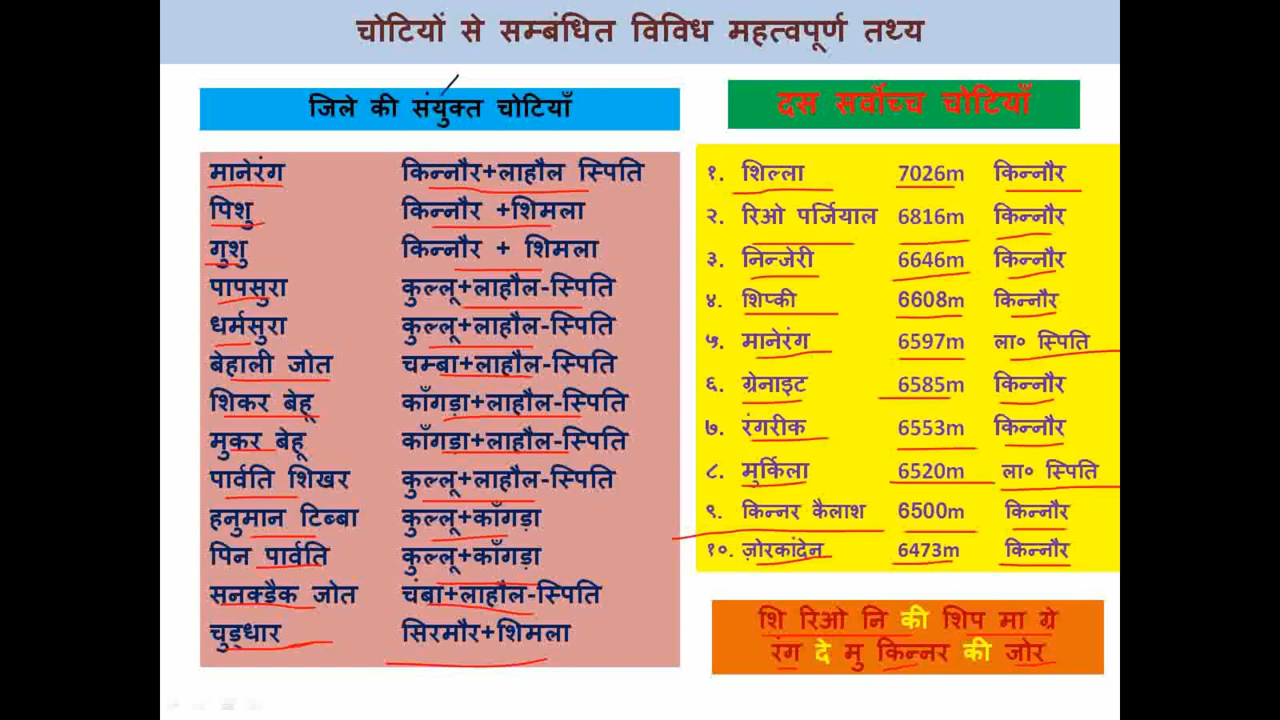 चोटियों से सम्बंधित विविध महत्वपूर्ण तथ्य
जिले की संयुक्त चोटियाँ
मानेरंग किन्नौर+लाहौल स्पिति
पिशु किन्नौर +शिमला
गुशु किन्नौर + शिमला
पापसुरा कुल्लू+लाहौल-स्पिति
धर्मसुरा कुल्लू+लाहौल-स्पिति
बेहाली जोत चम्बा+लाहौल-स्पिति
शिकर बेहू काँगड़ा+लाहौल-स्पिति
मुकर बेहू काँगड़ा+लाहौल-स्पिति
पार्वति शिखर कुल्लू+लाहौल-स्पिति
हनुमान टिब्बा कुल्लू+काँगड़ा
पिन पार्वति कुल्लू+काँगड़ा
सनक्डैक जोत चंबा+लाहौल-स्पिति
चुड्धार सिरमौर+शिमला
दस सर्वोच्च चोटियाँ
१. शिल्ला 7026m किन्नौर
२. रिओ पर्जियाल 6816m किन्नौर
३. निन्जेरी 6646m किन्नौर
४. शिप्की 6608m किन्नौर
५. मानेरंग 6597m ला० स्पिति
६. ग्रेनाइट 6585m किन्नौर
७. रंगरीक 6553m किन्नौर
८. मुर्किला 6520m ला० स्पिति
९. किन्नर कैलाश 6500m किन्नौर
१०. ज़ोरकांदेन 6473m किन्नौर
शि रिओ नि की शिप मा ग्रे
रंग दे मु किन्नर की जोर